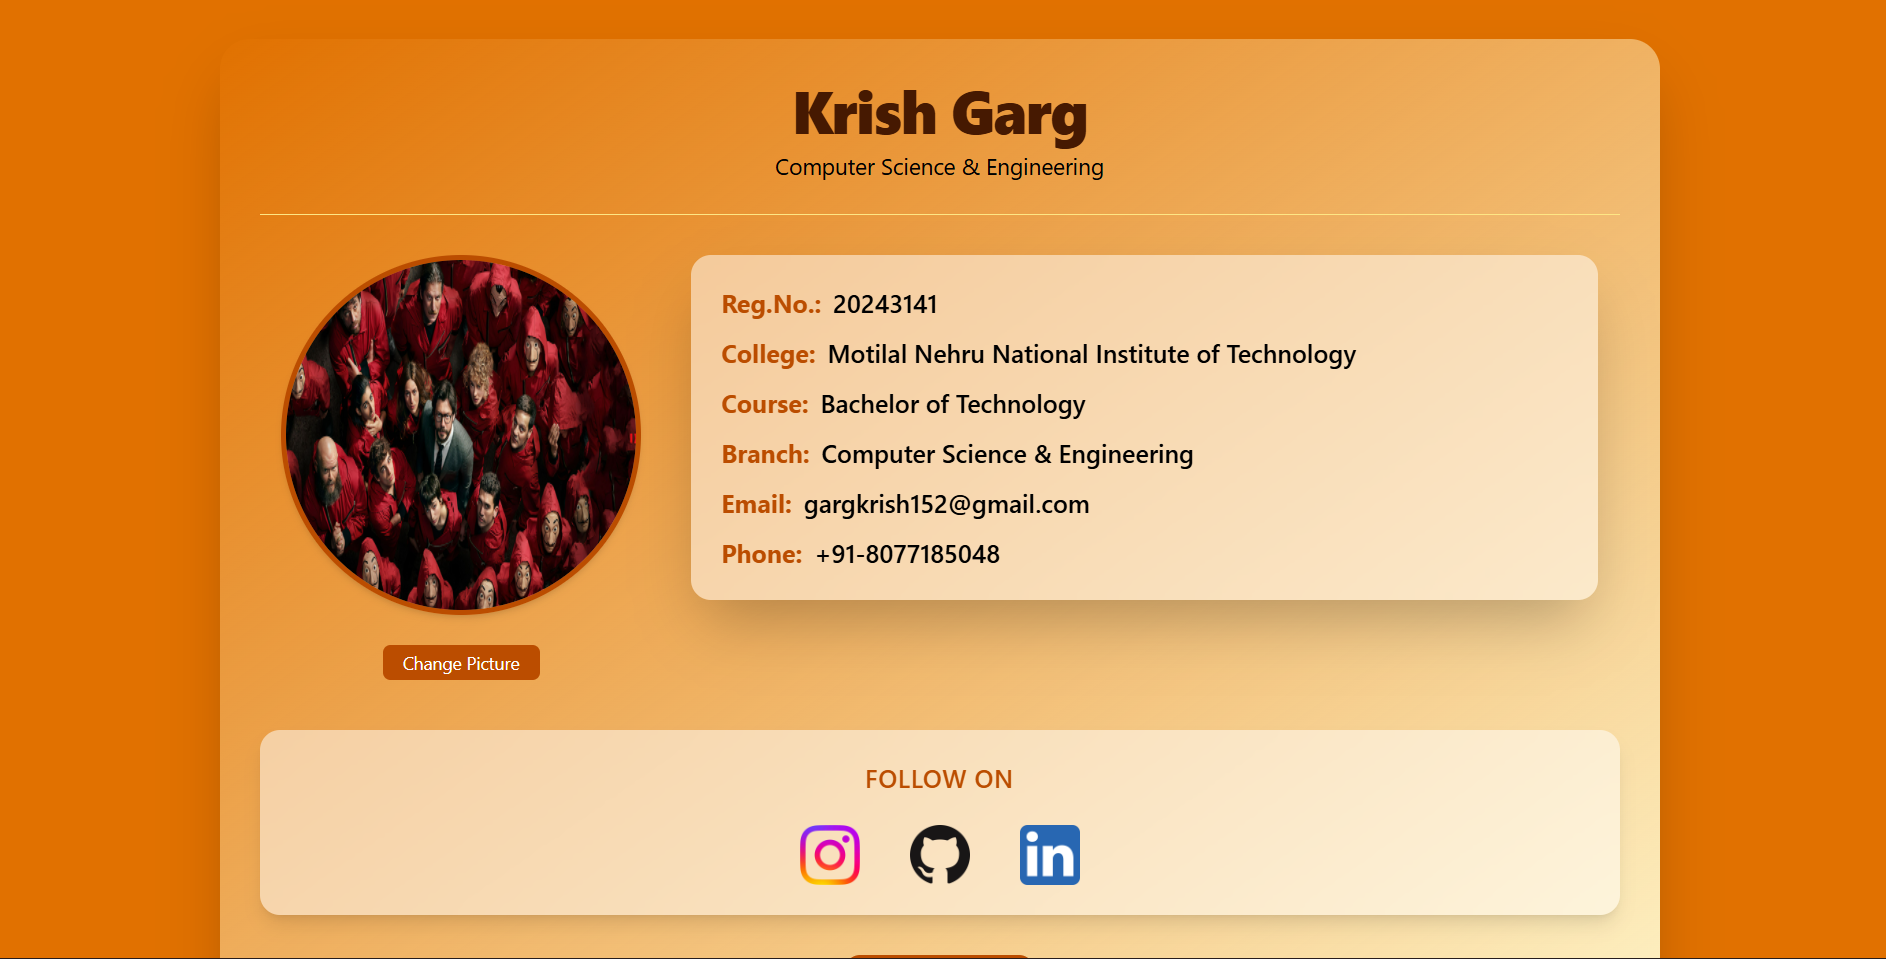 Krish Garg
Computer Science & Engineering
Reg.No.: 20243141
College: Motilal Nehru National Institute of Technology
Course: Bachelor of Technology
Branch: Computer Science & Engineering
Email: gargkrish152@gmail.com
Phone: +91-8077185048
Change Picture
FOLLOW ON
in